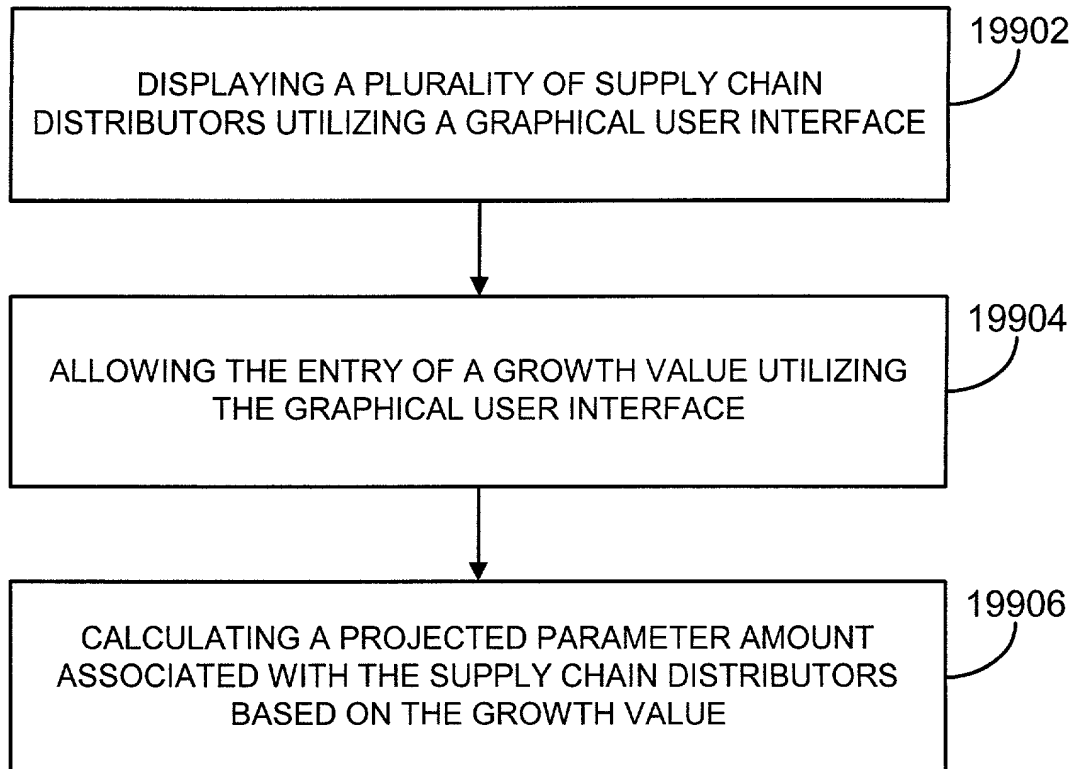 19902
DISPLAYING A PLURALITY OF SUPPLY CHAIN
DISTRIBUTORS UTILIZING A GRAPHICAL USER INTERFACE
19904
ALLOWING THE ENTRY OF A GROWTH VALUE UTILIZING
THE GRAPHICAL USER INTERFACE
19906
CALCULATING A PROJECTED PARAMETER AMOUNT
ASSOCIATED WITH THE SUPPLY CHAIN DISTRIBUTORS
BASED ON THE GROWTH VALUE